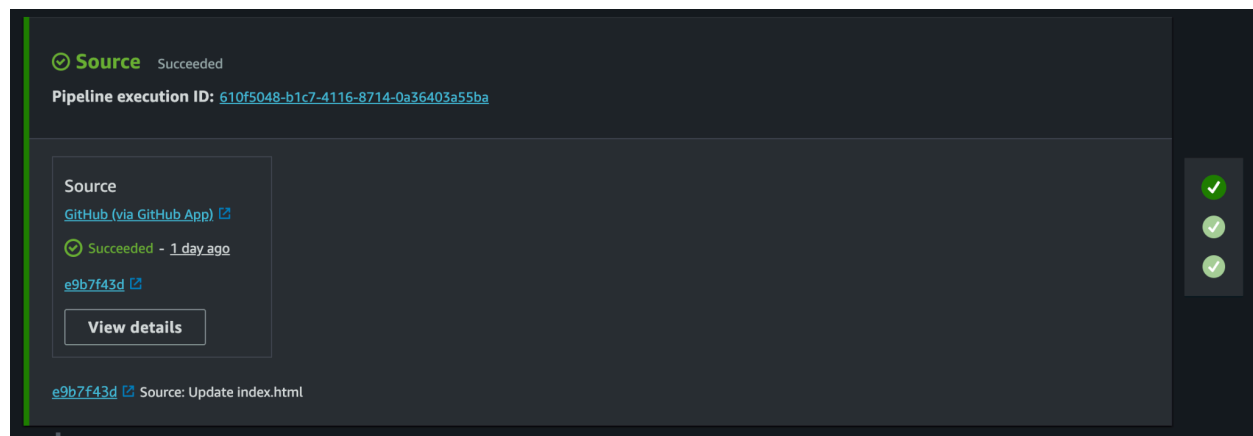 Source Succeeded
Pipeline execution ID: 610f5048-b1c7-4116-8714-0a36403a55ba
Source
GitHub (via GitHub App)
Succeeded - 1 day ago
e9b7f43d
View details
e9b7f43d Source: Update index.html